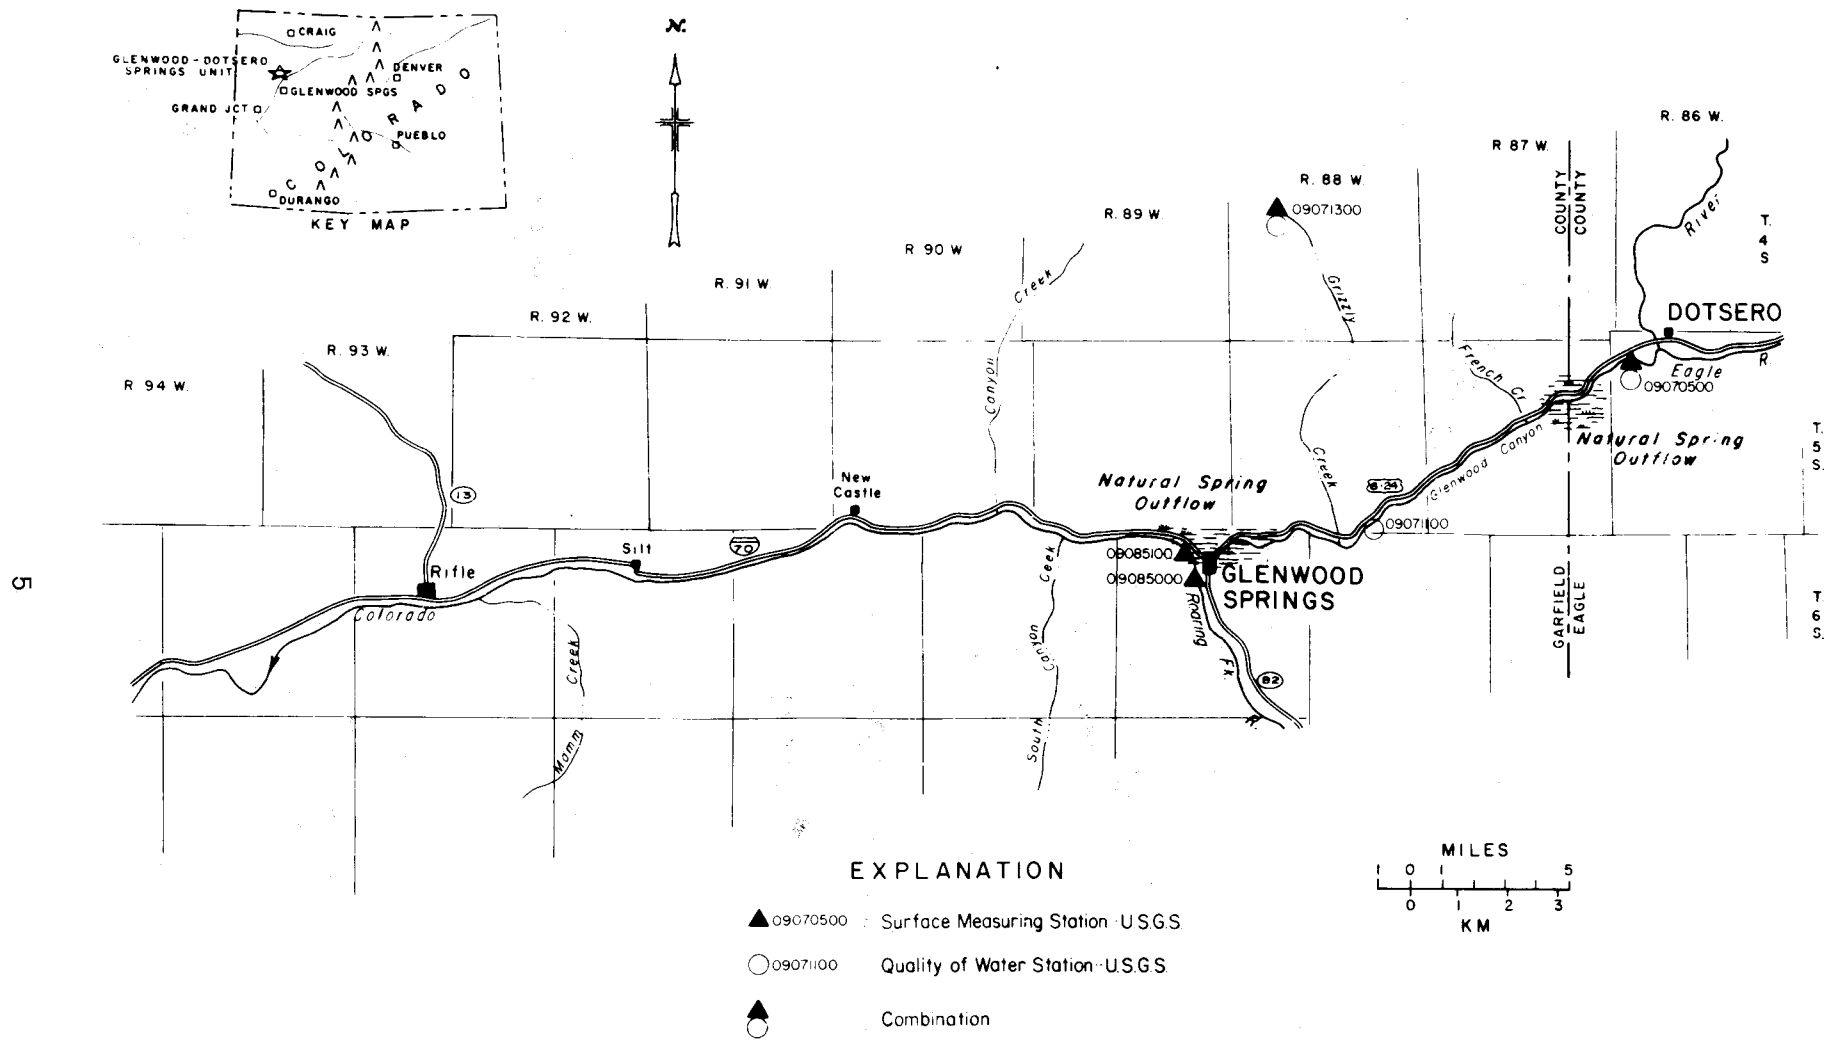 N.
CRAIG
GLENWOOD-DOTSERO
SPRINGS UNIT
DENVER
GLENWOOD SPGS
GRAND JCT
PUEBLO
COLORADO
DURANGO
KEY MAP
R. 86 W.
R 87 W.
R. 88 W.
R. 89 W.
R. 90 W
R. 91 W.
R. 92 W.
R. 93 W.
R 94 W.
COUNTY
COUNTY
09071300
River
T.
4
S
Creek
Grizzly
DOTSERO
Canyon
French Cr.
Eagle
R.
09070500
Natural Spring
Outflow
T.
5
S.
Glenwood Canyon
Creek
6-24
Natural Spring
Outflow
New
Castle
13
09071100
70
Silt
Rifle
Colorado
09085100
09085000
GLENWOOD
SPRINGS
Ceek
Canyon
South
Roaring
Fk.
R.
82
GARFIELD
EAGLE
T.
6
S.
Creek
Mamm
5
MILES
1 0 1 5
0 1 2 3
KM
EXPLANATION
09070500 : Surface Measuring Station - U.S.G.S.
09071100 Quality of Water Station - U.S.G.S.
Combination